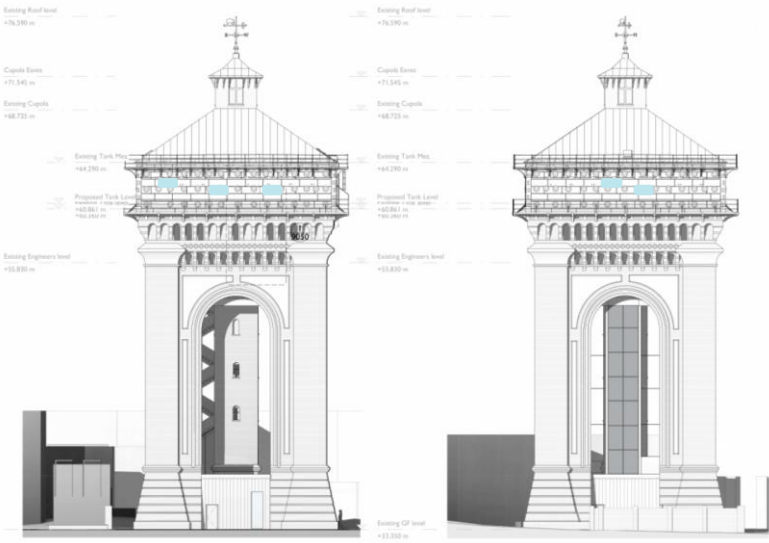 Existing Roof level
+76.590 m
Cupola Eaves
+71.545 m
Existing Cupola
+68.725 m
Existing Tank Mez.
+64.290 m
Proposed Tank Level
+60.861 m
Existing Engineers level
+55.830 m
9050
Existing Roof level
+76.590 m
Cupola Eaves
+71.545 m
Existing Cupola
+68.725 m
Existing Tank Mez.
+64.290 m
Proposed Tank Level
+60.861 m
Existing Engineers level
+55.830 m
Existing GF level
+33.350 m